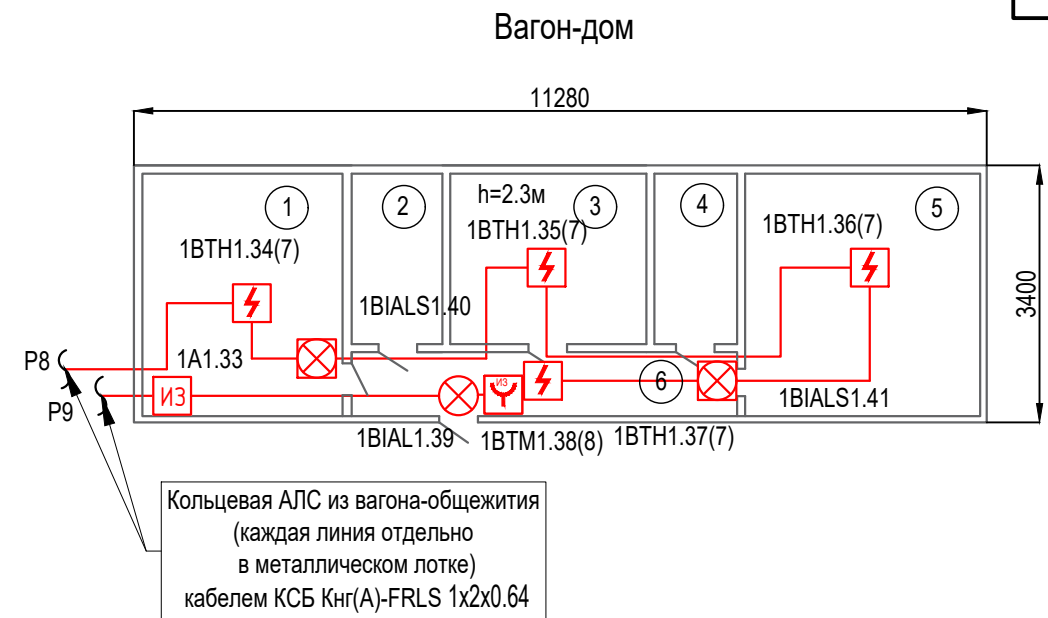 Вагон-дом
11280
1
2
h=2.3м
3
4
5
1BTH1.34(7)
1BTH1.35(7)
1BTH1.36(7)
3400
1BIALS1.40
P8
1A1.33
P9
ИЗ
ИЗ
6
1BIALS1.41
1BIAL1.39
1BTM1.38(8)
1BTH1.37(7)
Кольцевая АЛС из вагона-общежития
(каждая линия отдельно
в металлическом лотке)
кабелем КСБ Кнг(А)-FRLS 1x2x0.64